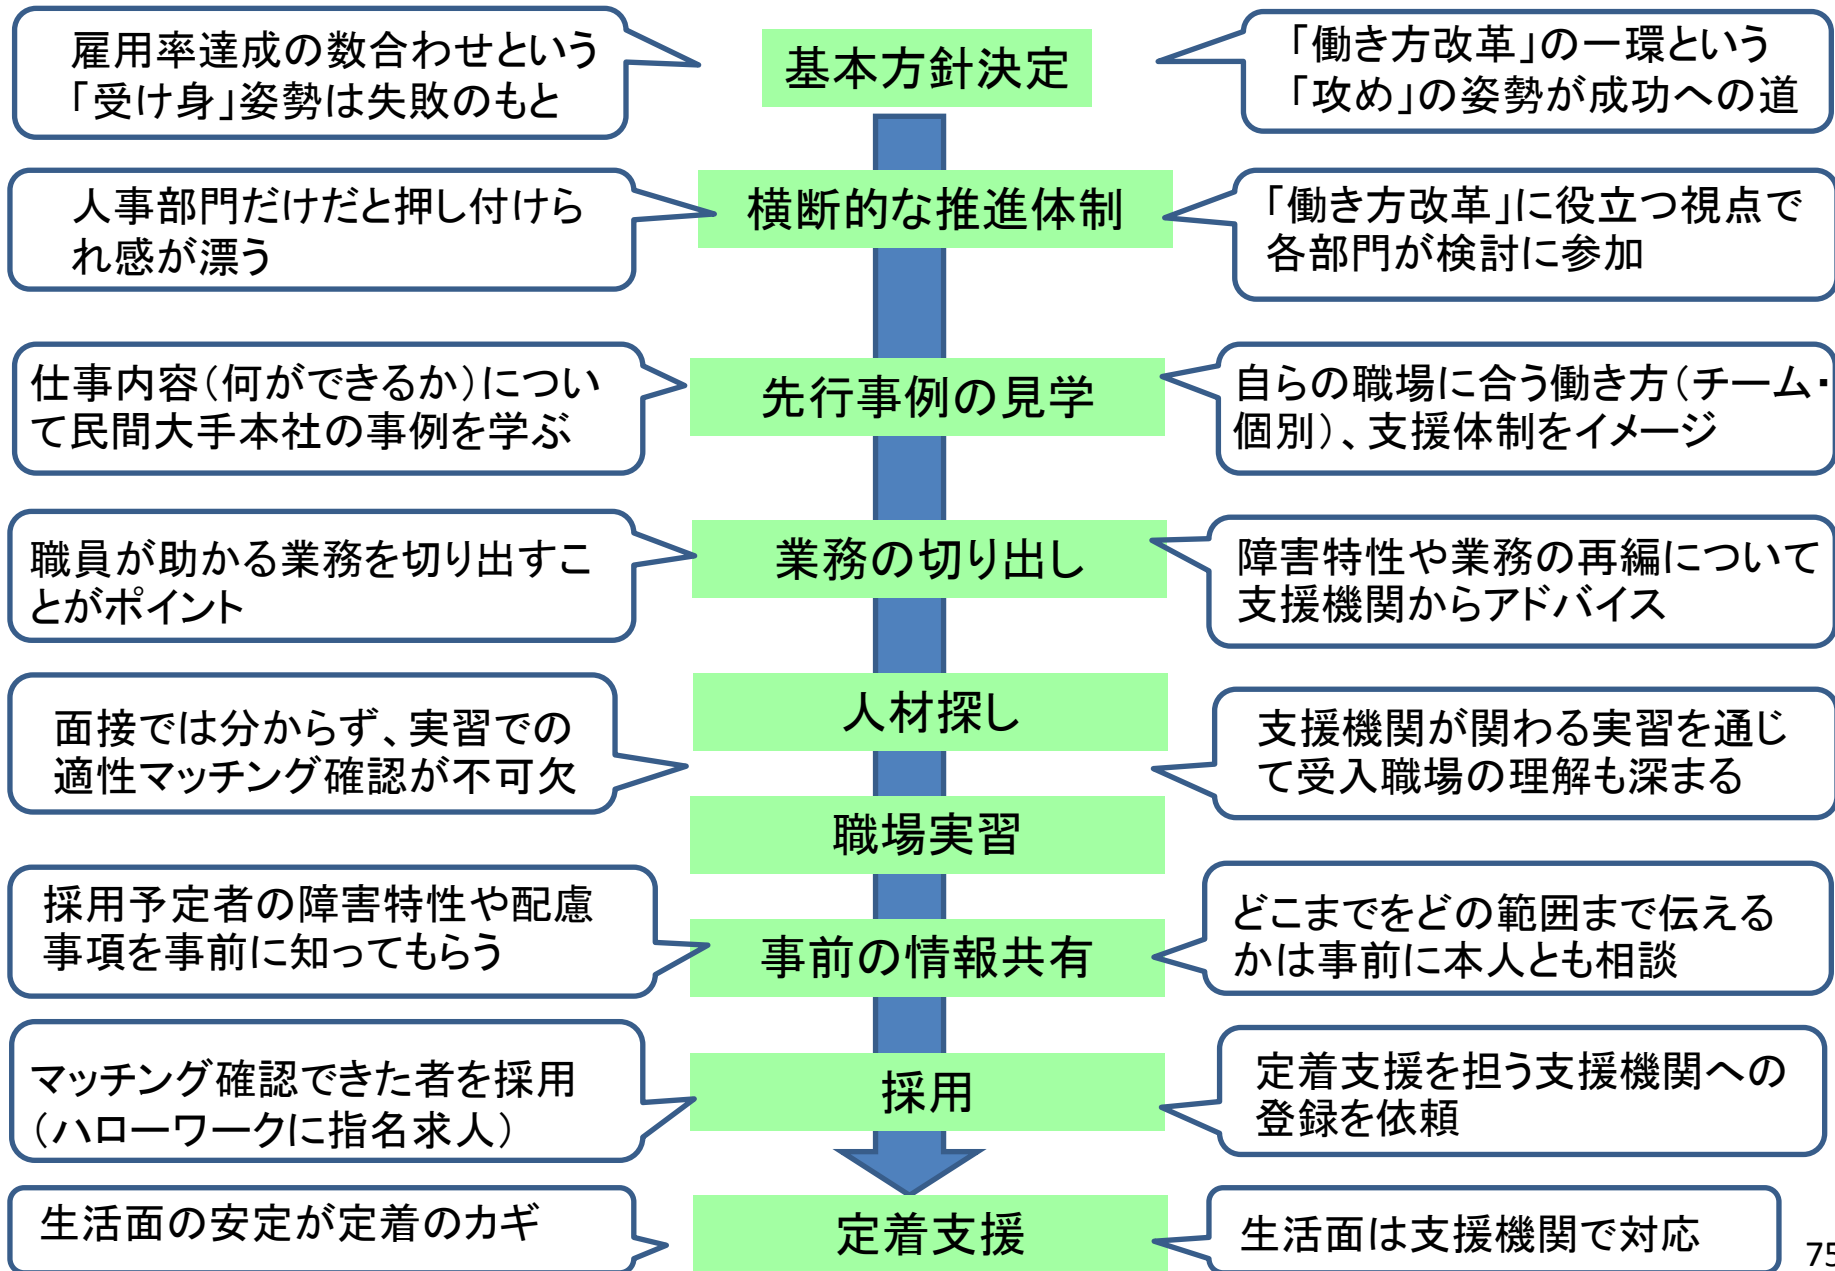 雇用率達成の数合わせという
「受け身」姿勢は失敗のもと
基本方針決定
「働き方改革」の一環という
「攻め」の姿勢が成功への道
人事部門だけだと押し付けら
れ感が漂う
横断的な推進体制
「働き方改革」に役立つ視点で
各部門が検討に参加
仕事内容（何ができるか）につい
て民間大手本社の事例を学ぶ
先行事例の見学
自らの職場に合う働き方（チーム・
個別）、支援体制をイメージ
職員が助かる業務を切り出すこ
とがポイント
業務の切り出し
障害特性や業務の再編について
支援機関からアドバイス
人材探し
面接では分からず、実習での
適性マッチング確認が不可欠
支援機関が関わる実習を通じ
て受入職場の理解も深まる
職場実習
採用予定者の障害特性や配慮
事項を事前に知ってもらう
事前の情報共有
どこまでをどの範囲まで伝える
かは事前に本人とも相談
マッチング確認できた者を採用
（ハローワークに指名求人）
採用
定着支援を担う支援機関への
登録を依頼
生活面の安定が定着のカギ
定着支援
生活面は支援機関で対応
75